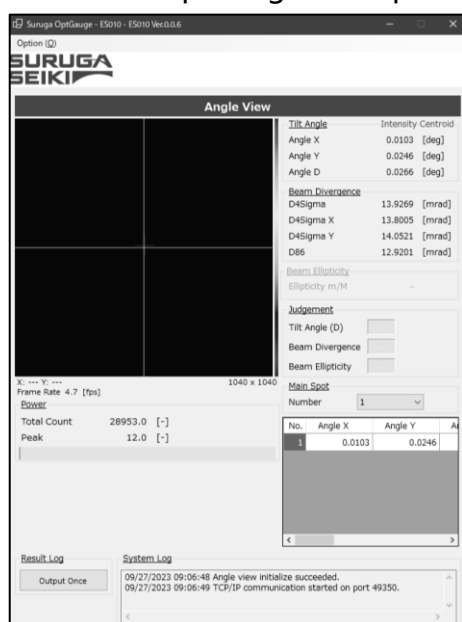 Suruga OptGauge - ES010 - ES010 Ver.0.0.6
Option (O)
SURUGA
SEIKI
Angle View
Tilt Angle Intensity Centroid
Angle X 0.0103 [deg]
Angle Y 0.0246 [deg]
Angle D 0.0266 [deg]
Beam Divergence
D4Sigma 13.9269 [mrad]
D4Sigma X 13.8005 [mrad]
D4Sigma Y 14.0521 [mrad]
D86 12.9201 [mrad]
Beam Ellipticity
Ellipticity m/M -
Judgement
Tilt Angle (D)
Beam Divergence
Beam Ellipticity
X: --- Y: --- 1040 x 1040
Frame Rate 4.7 [fps]
Power
Total Count 28953.0 [-]
Peak 12.0 [-]
Main Spot
Number 1
No. Angle X Angle Y
1 0.0103 0.0246
Result Log
Output Once
System Log
09/27/2023 09:06:48 Angle view initialize succeeded.
09/27/2023 09:06:49 TCP/IP communication started on port 49350.